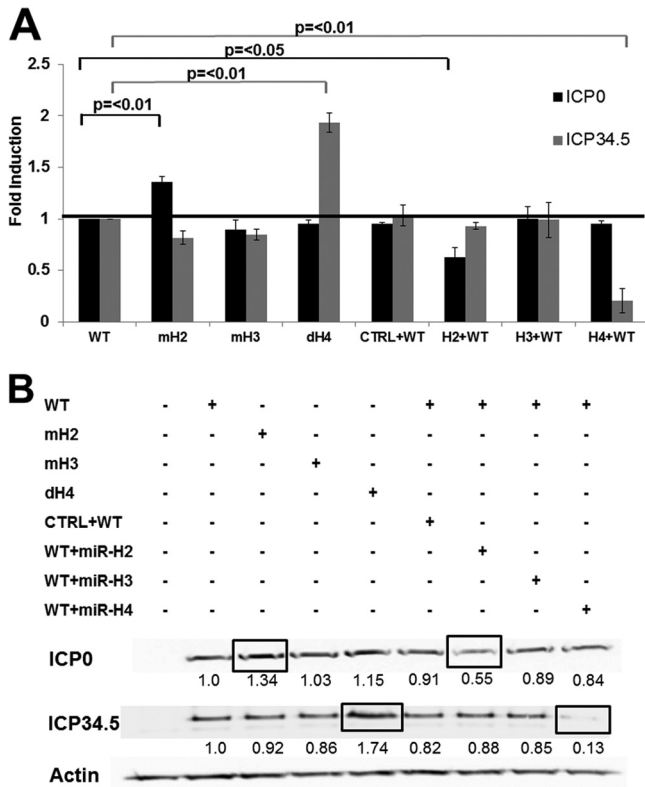 A
p=<0.01
p=<0.05
p=<0.01
p=<0.01
Fold Induction
2.5
2
1.5
1
0.5
0
ICP0
ICP34.5
WT mH2 mH3 dH4 CTRL+WT H2+WT H3+WT H4+WT
B
WT - + - - - + + + +
mH2 - - + - - - - - -
mH3 - - - + - - - - -
dH4 - - - - + - - - -
CTRL+WT - - - - - + - - -
WT+miR-H2 - - - - - - + - -
WT+miR-H3 - - - - - - - + -
WT+miR-H4 - - - - - - - - +
ICP0
1.0 1.34 1.03 1.15 0.91 0.55 0.89 0.84
ICP34.5
1.0 0.92 0.86 1.74 0.82 0.88 0.85 0.13
Actin